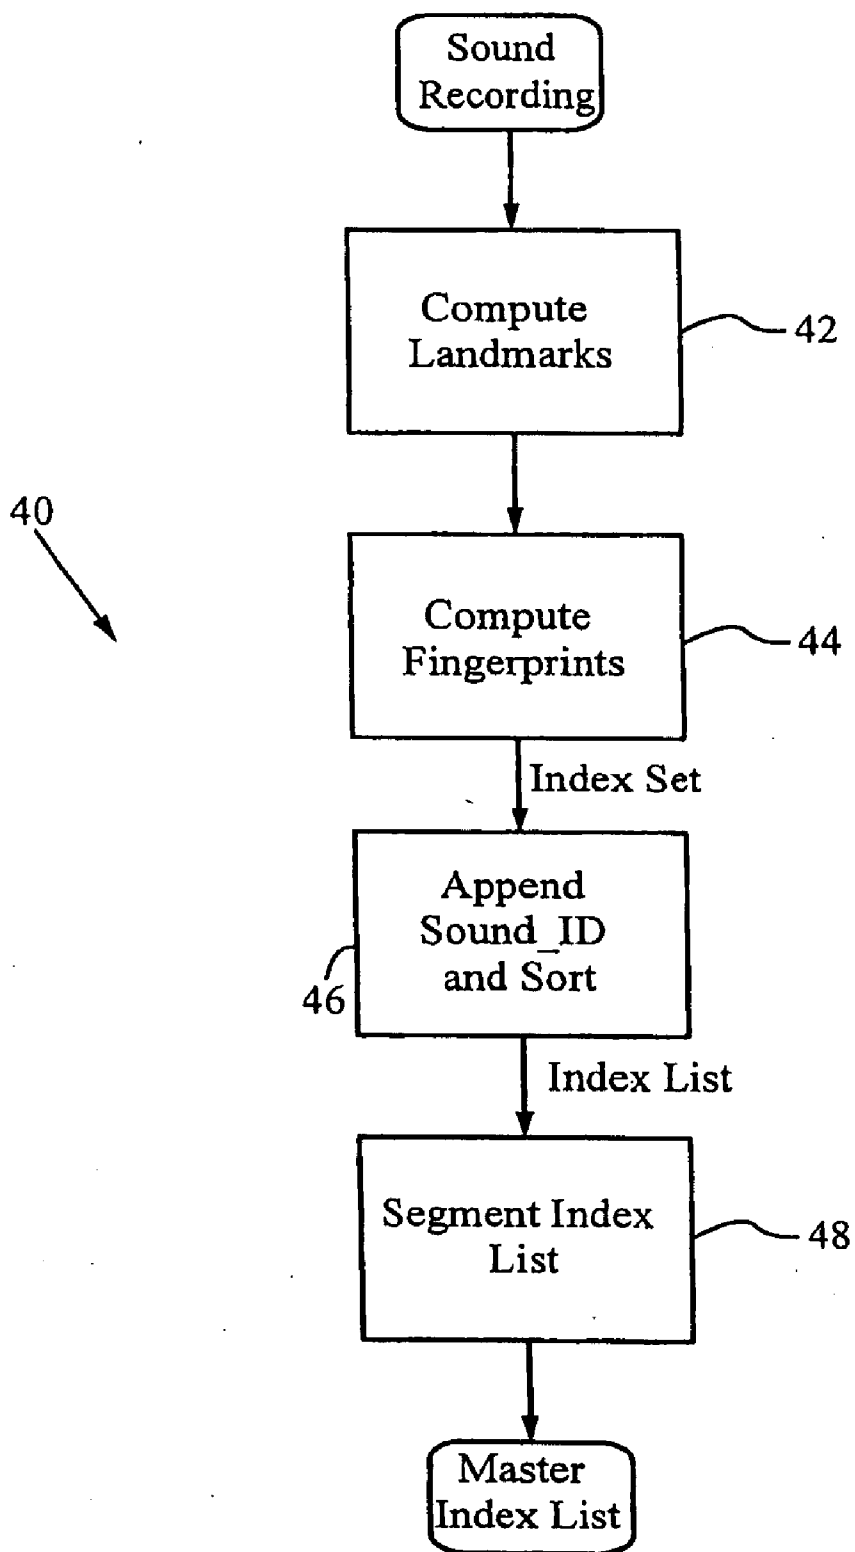 Sound
Recording
Compute
Landmarks
42
40
Compute
Fingerprints
44
Index Set
Append
Sound_ID
and Sort
46
Index List
Segment Index
List
48
Master
Index List